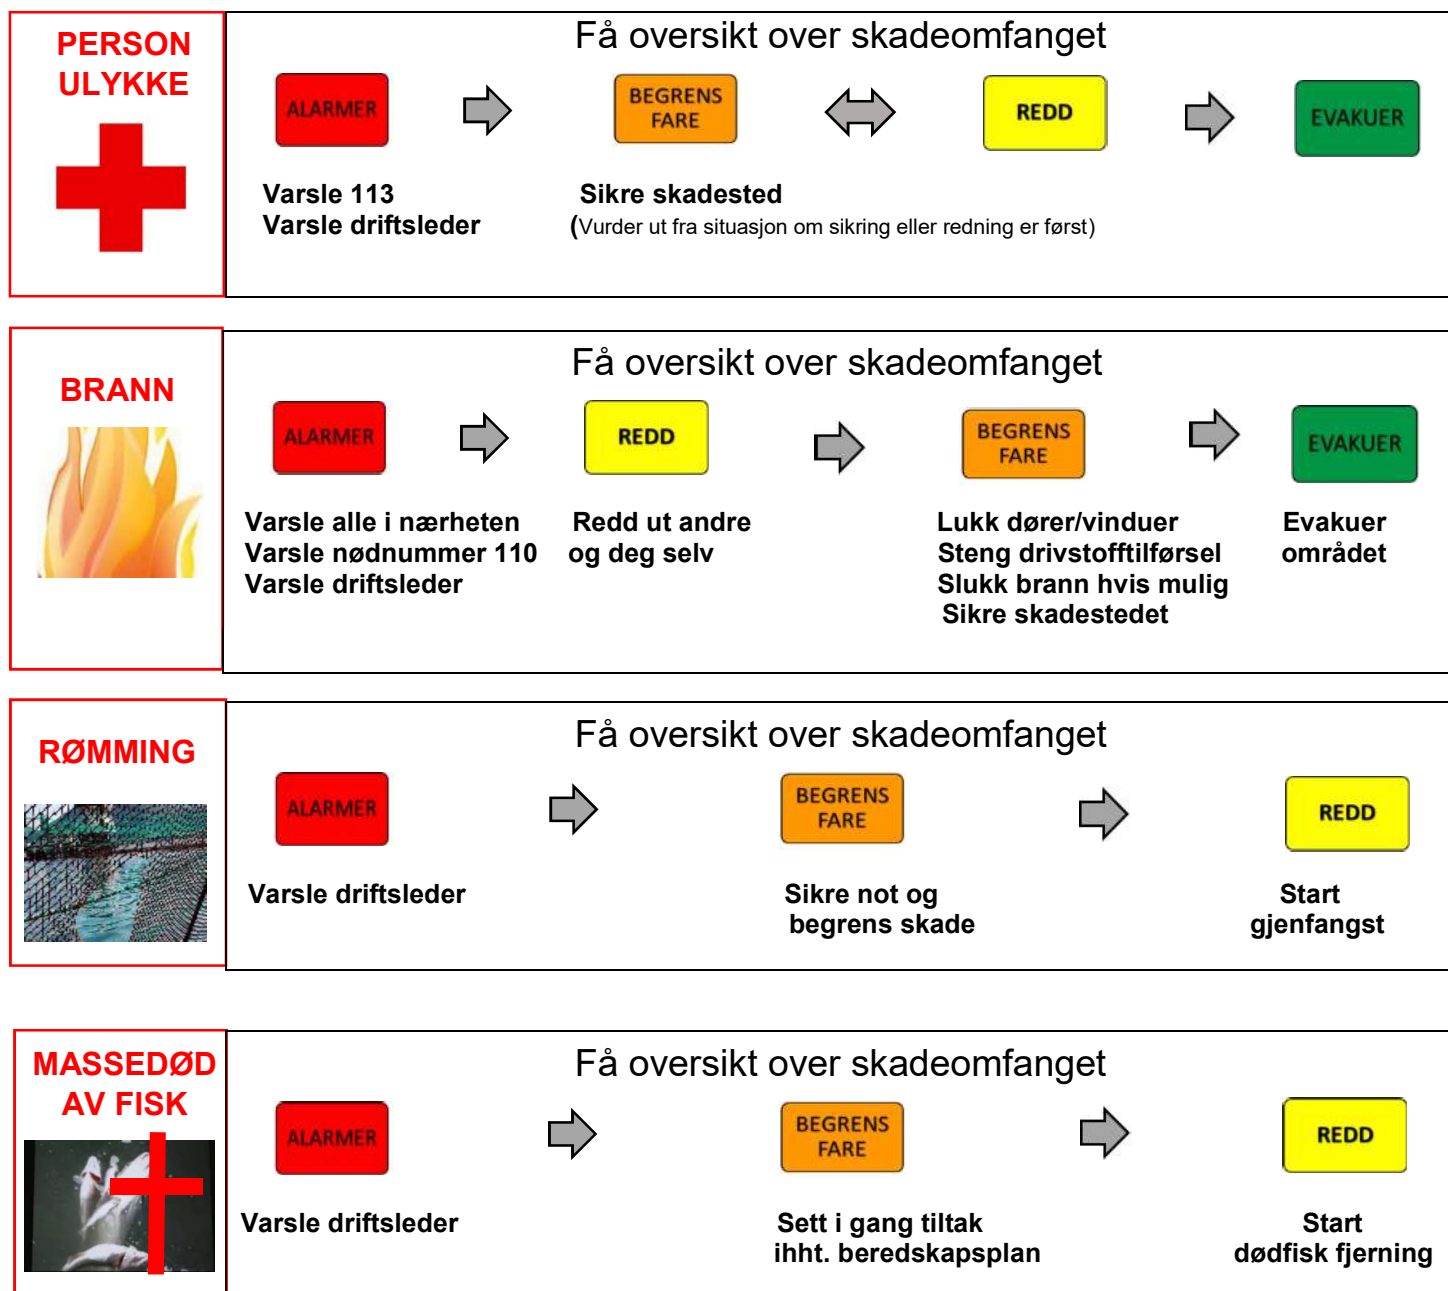 PERSON
ULYKKE
Få oversikt over skadeomfanget
ALARMER
BEGRENS
FARE
REDD
EVAKUER
Varsle 113
Varsle driftsleder
Sikre skadested
(Vurder ut fra situasjon om sikring eller redning er først)
BRANN
Få oversikt over skadeomfanget
ALARMER
REDD
BEGRENS
FARE
EVAKUER
Varsle alle i nærheten
Varsle nødnummer 110
Varsle driftsleder
Redd ut andre
og deg selv
Lukk dører/vinduer
Steng drivstofftilførsel
Slukk brann hvis mulig
Sikre skadestedet
Evakuer
området
RØMMING
Få oversikt over skadeomfanget
ALARMER
BEGRENS
FARE
REDD
Varsle driftsleder
Sikre not og
begrens skade
Start
gjenfangst
MASSEDØD
AV FISK
Få oversikt over skadeomfanget
ALARMER
BEGRENS
FARE
REDD
Varsle driftsleder
Sett i gang tiltak
ihht. beredskapsplan
Start
dødfisk fjerning